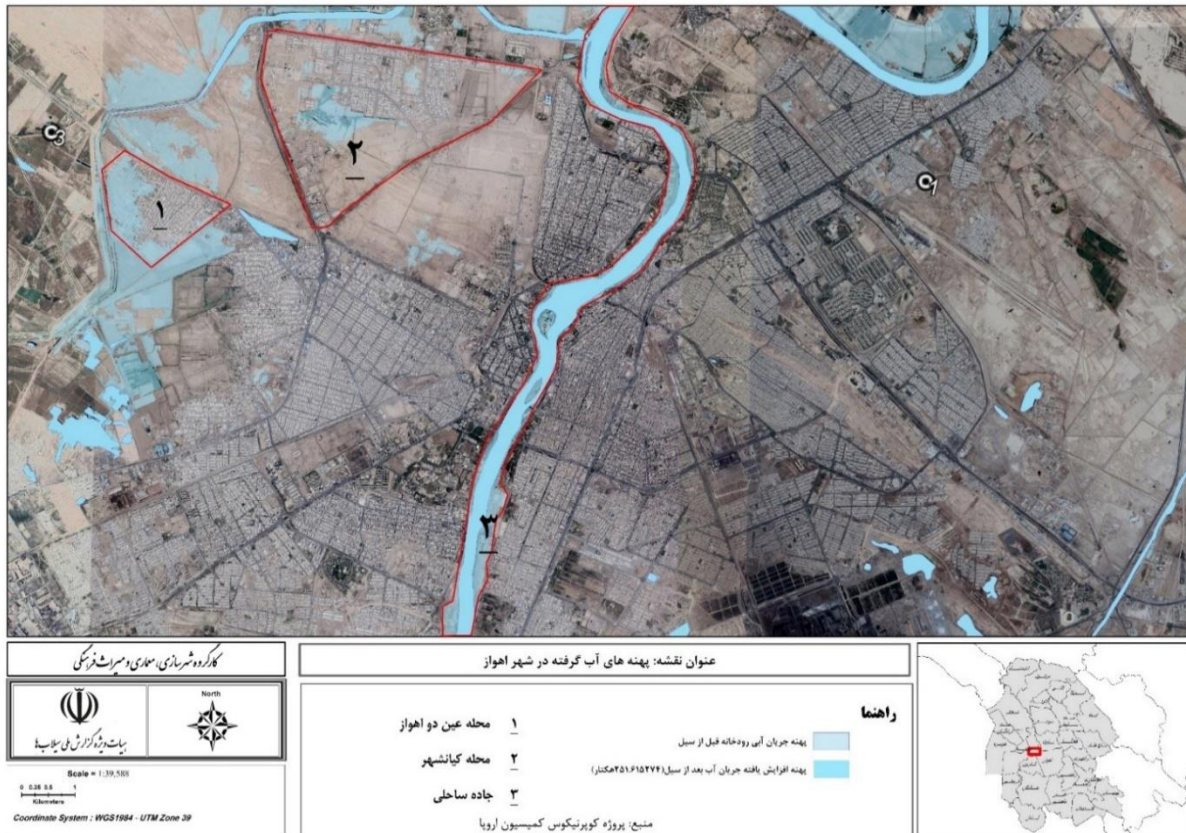 C3
C1
۱
۲
۳
کارگروه شهرسازی، معماری و میراث فرهنگی
هیات ویژه گزارش ملی سیلاب‌ها
North
Scale = 1:39,588
0 0.25 0.5 1
Kilometers
Coordinate System : WGS1984 - UTM Zone 39
عنوان نقشه: پهنه های آب گرفته در شهر اهواز
۱ محله عین دو اهواز
۲ محله کیانشهر
۳ جاده ساحلی
منبع: پروژه کوپرنیکوس کمیسیون اروپا
راهنما
پهنه جریان آبی رودخانه قبل از سیل
پهنه افزایش یافته جریان آب بعد از سیل(۲۵۱.۶۱۵۲۷۴هکتار)